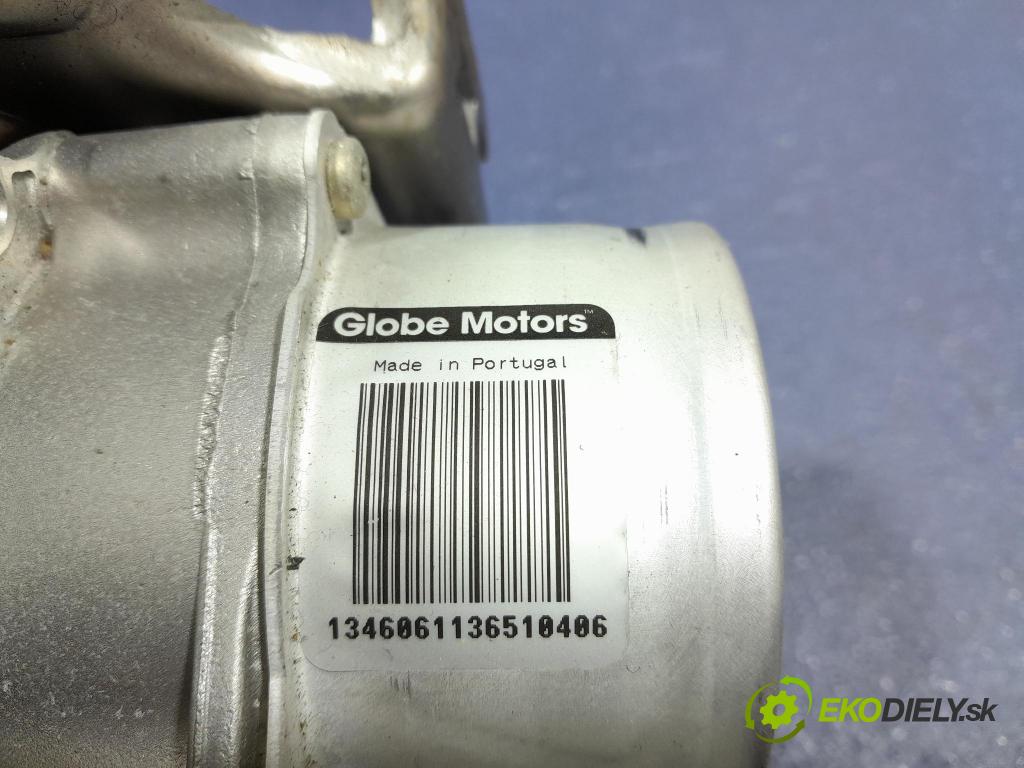 Globe Motors™
Made in Portugal
1346061136510406
EKODIELY.sk